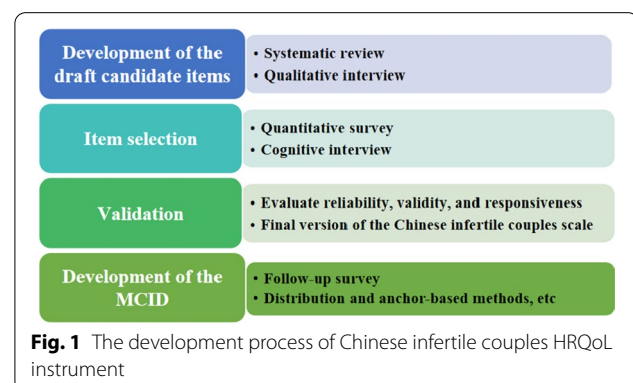 Development of the
draft candidate items
• Systematic review
• Qualitative interview
Item selection
• Quantitative survey
• Cognitive interview
Validation
• Evaluate reliability, validity, and responsiveness
• Final version of the Chinese infertile couples scale
Development of the
MCID
• Follow-up survey
• Distribution and anchor-based methods, etc
Fig. 1 The development process of Chinese infertile couples HRQoL
instrument